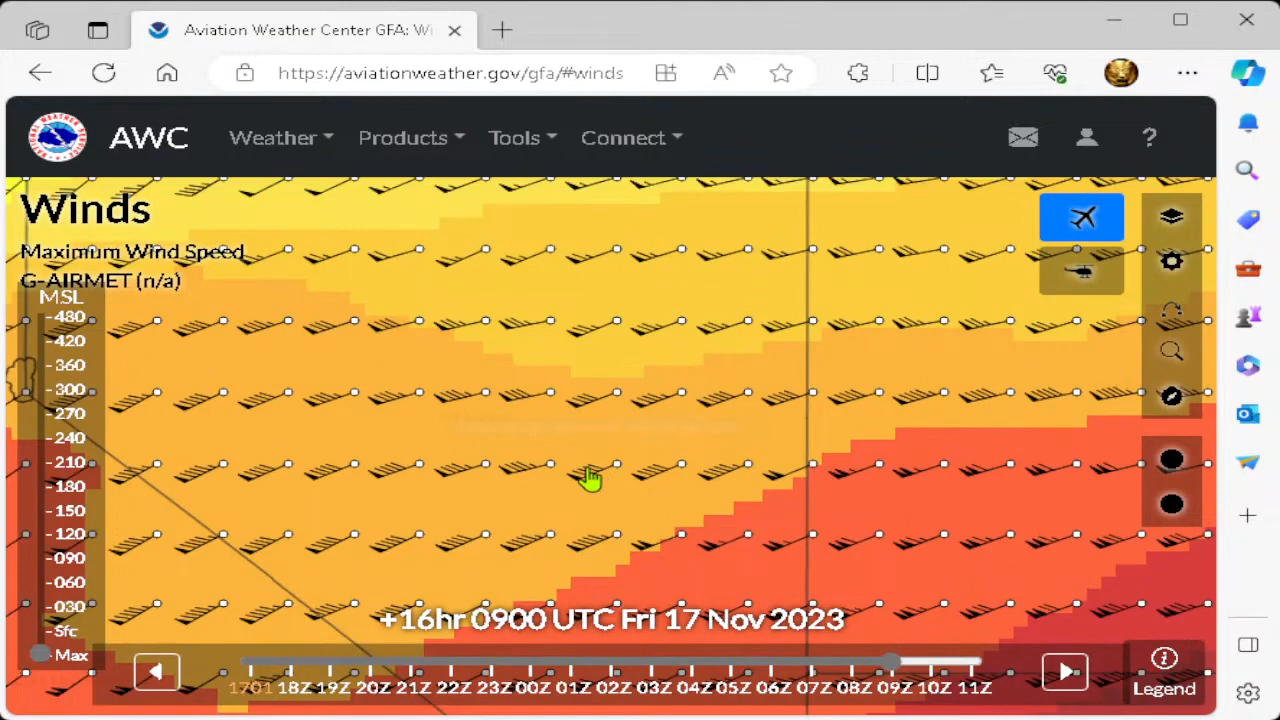 Aviation Weather Center GFA: Wi
https://aviationweather.gov/gfa/#winds
AWC Weather Products Tools Connect ?
Winds
Maximum Wind Speed
G-AIRMET (n/a)
MSL
480
420
360
300
270
240
210
180
150
120
090
060
030
Sfc
Max
+16hr 0900 UTC Fri 17 Nov 2023
1701 18Z 19Z 20Z 21Z 22Z 23Z 00Z 01Z 02Z 03Z 04Z 05Z 06Z 07Z 08Z 09Z 10Z 11Z
Legend